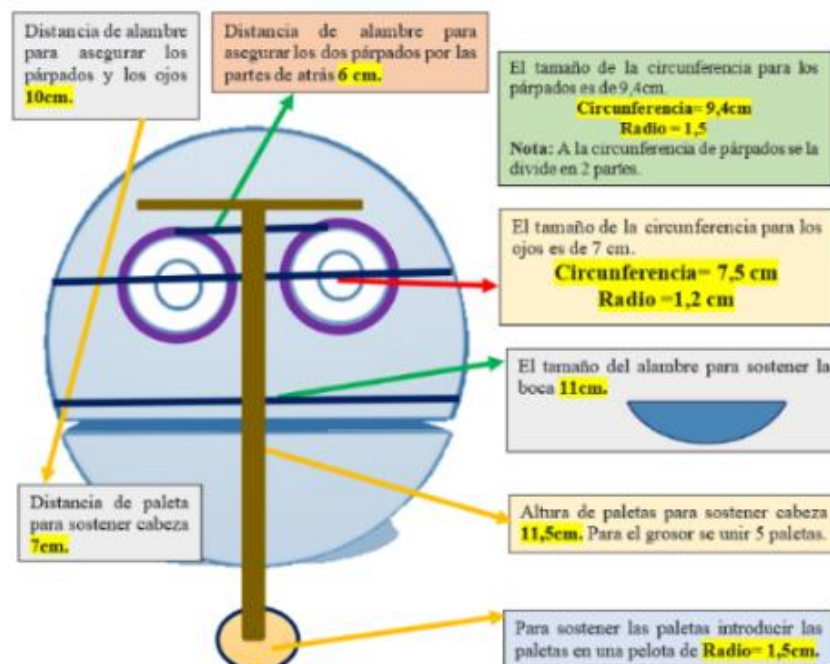 Distancia de alambre
para asegurar los
párpados y los ojos
10cm.
Distancia de alambre para
asegurar los dos párpados por las
partes de atrás 6 cm.
El tamaño de la circunferencia para los
párpados es de 9,4cm.
Circunferencia= 9,4cm
Radio = 1,5
Nota: A la circunferencia de párpados se la
divide en 2 partes.
El tamaño de la circunferencia para los
ojos es de 7 cm.
Circunferencia= 7,5 cm
Radio =1,2 cm
El tamaño del alambre para sostener la
boca 11cm.
Distancia de paleta
para sostener cabeza
7cm.
Altura de paletas para sostener cabeza
11,5cm. Para el grosor se unir 5 paletas.
Para sostener las paletas introducir las
paletas en una pelota de Radio= 1,5cm.